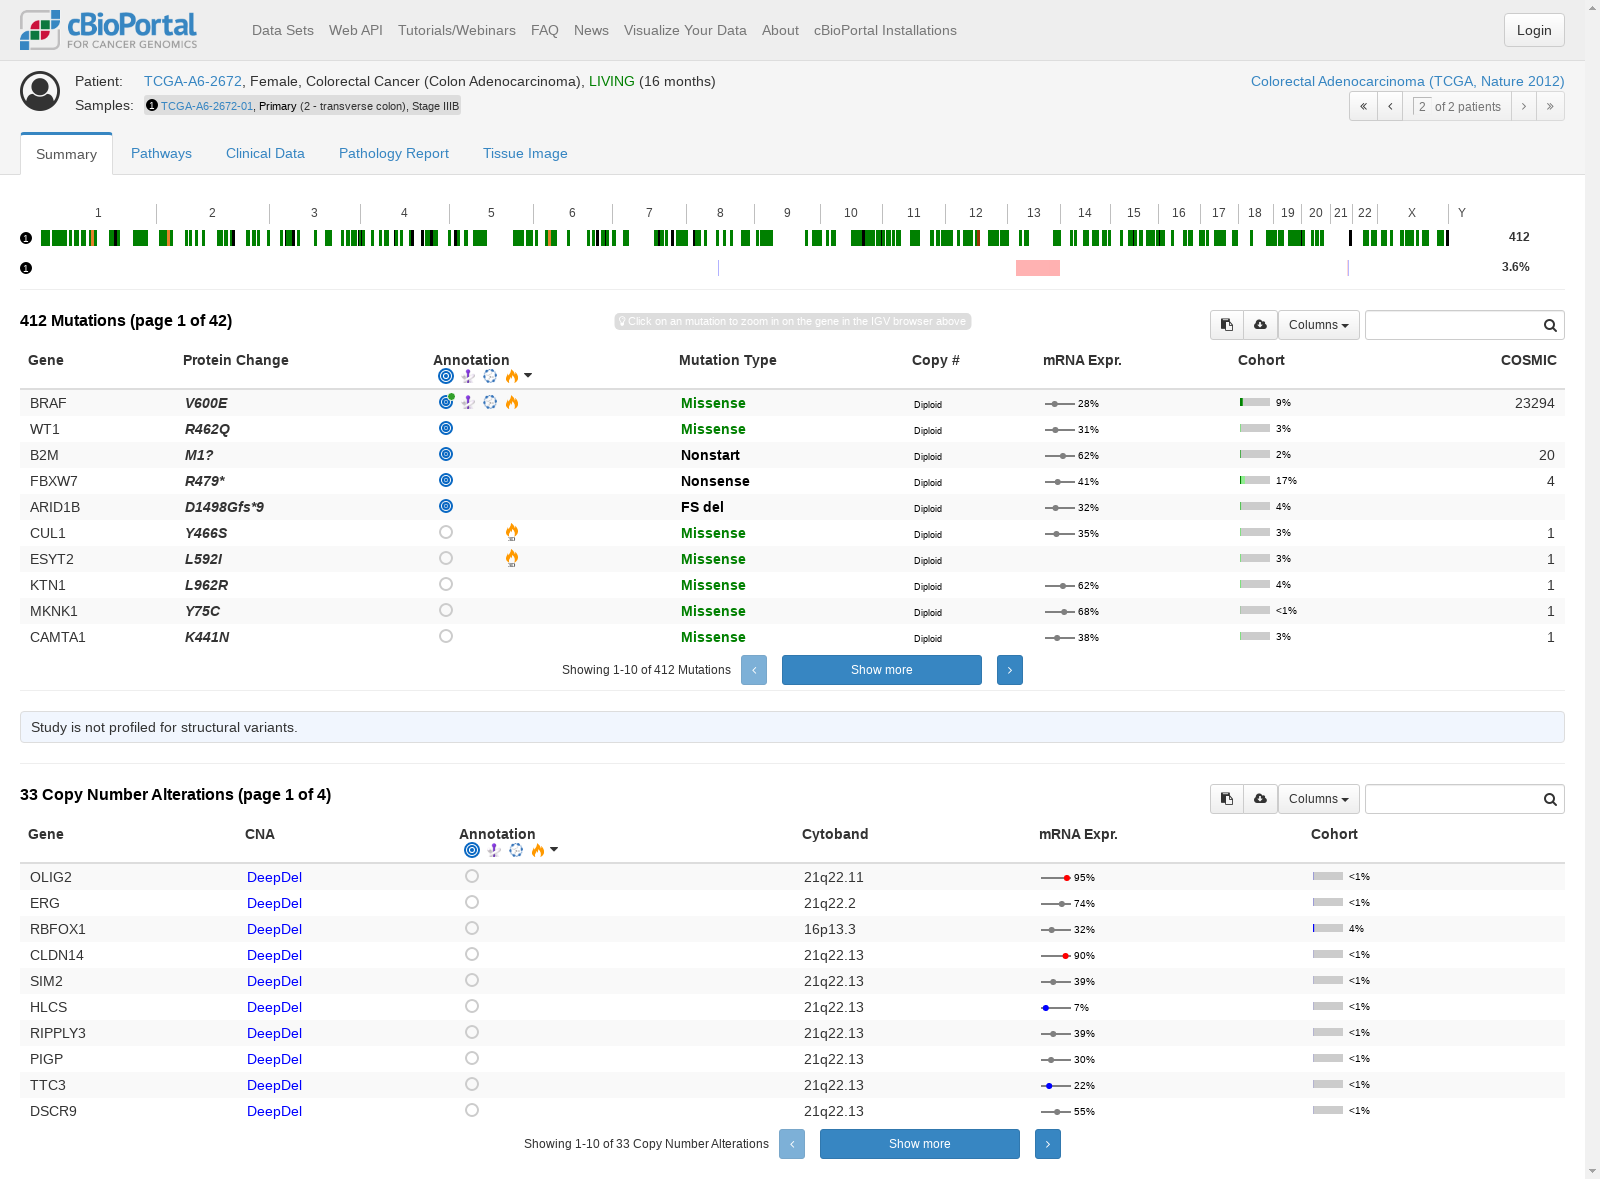 cBioPortal
FOR CANCER GENOMICS
Data Sets Web API Tutorials/Webinars FAQ News Visualize Your Data About cBioPortal Installations
Login
Patient: TCGA-A6-2672, Female, Colorectal Cancer (Colon Adenocarcinoma), LIVING (16 months)
Colorectal Adenocarcinoma (TCGA, Nature 2012)
Samples: 1 TCGA-A6-2672-01, Primary (2 - transverse colon), Stage IIIB
2 of 2 patients
Summary Pathways Clinical Data Pathology Report Tissue Image
1 2 3 4 5 6 7 8 9 10 11 12 13 14 15 16 17 18 19 20 21 22 X Y
1 412
1 3.6%
412 Mutations (page 1 of 42)
Click on an mutation to zoom in on the gene in the IGV browser above
Columns
Gene Protein Change Annotation Mutation Type Copy # mRNA Expr. Cohort COSMIC
BRAF V600E Missense Diploid 28% 9% 23294
WT1 R462Q Missense Diploid 31% 3%
B2M M1? Nonstart Diploid 62% 2% 20
FBXW7 R479* Nonsense Diploid 41% 17% 4
ARID1B D1498Gfs*9 FS del Diploid 32% 4%
CUL1 Y466S 3D Missense Diploid 35% 3% 1
ESYT2 L592I 3D Missense Diploid 3% 1
KTN1 L962R Missense Diploid 62% 4% 1
MKNK1 Y75C Missense Diploid 68% <1% 1
CAMTA1 K441N Missense Diploid 38% 3% 1
Showing 1-10 of 412 Mutations Show more
Study is not profiled for structural variants.
33 Copy Number Alterations (page 1 of 4)
Columns
Gene CNA Annotation Cytoband mRNA Expr. Cohort
OLIG2 DeepDel 21q22.11 95% <1%
ERG DeepDel 21q22.2 74% <1%
RBFOX1 DeepDel 16p13.3 32% 4%
CLDN14 DeepDel 21q22.13 90% <1%
SIM2 DeepDel 21q22.13 39% <1%
HLCS DeepDel 21q22.13 7% <1%
RIPPLY3 DeepDel 21q22.13 39% <1%
PIGP DeepDel 21q22.13 30% <1%
TTC3 DeepDel 21q22.13 22% <1%
DSCR9 DeepDel 21q22.13 55% <1%
Showing 1-10 of 33 Copy Number Alterations Show more